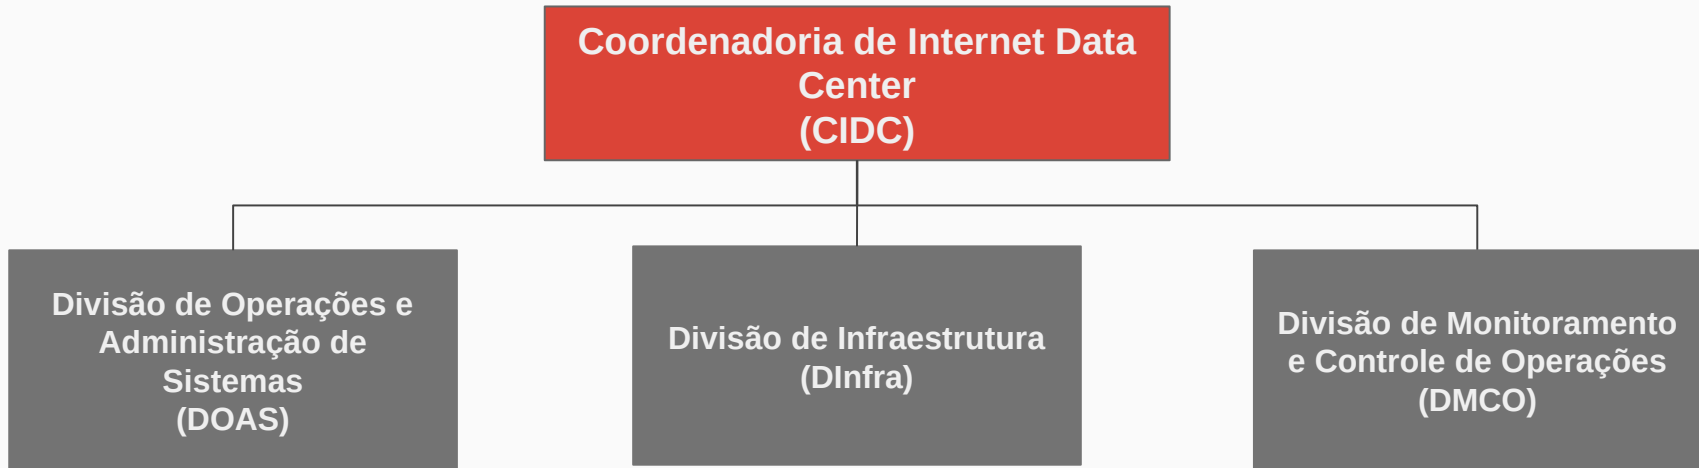 Coordenadoria de Internet Data
Center
(CIDC)
Divisão de Operações e
Administração de
Sistemas
(DOAS)
Divisão de Infraestrutura
(DInfra)
Divisão de Monitoramento
e Controle de Operações
(DMCO)